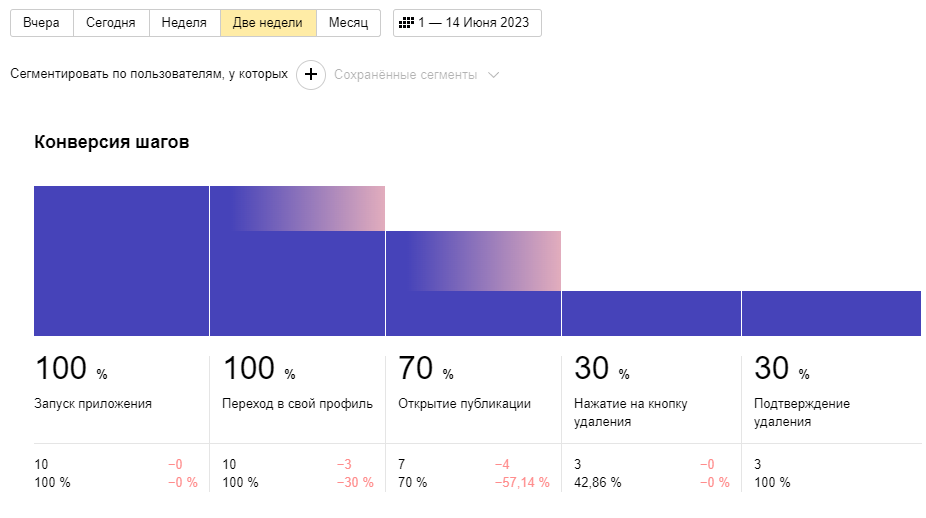 Вчера Сегодня Неделя Две недели Месяц 1 — 14 Июня 2023
Сегментировать по пользователям, у которых + Сохранённые сегменты
Конверсия шагов
100 % 100 % 70 % 30 % 30 %
Запуск приложения Переход в свой профиль Открытие публикации Нажатие на кнопку Подтверждение
удаления удаления
10 −0 10 −3 7 −4 3 −0 3
100 % −0 % 100 % −30 % 70 % −57,14 % 42,86 % −0 % 100 %